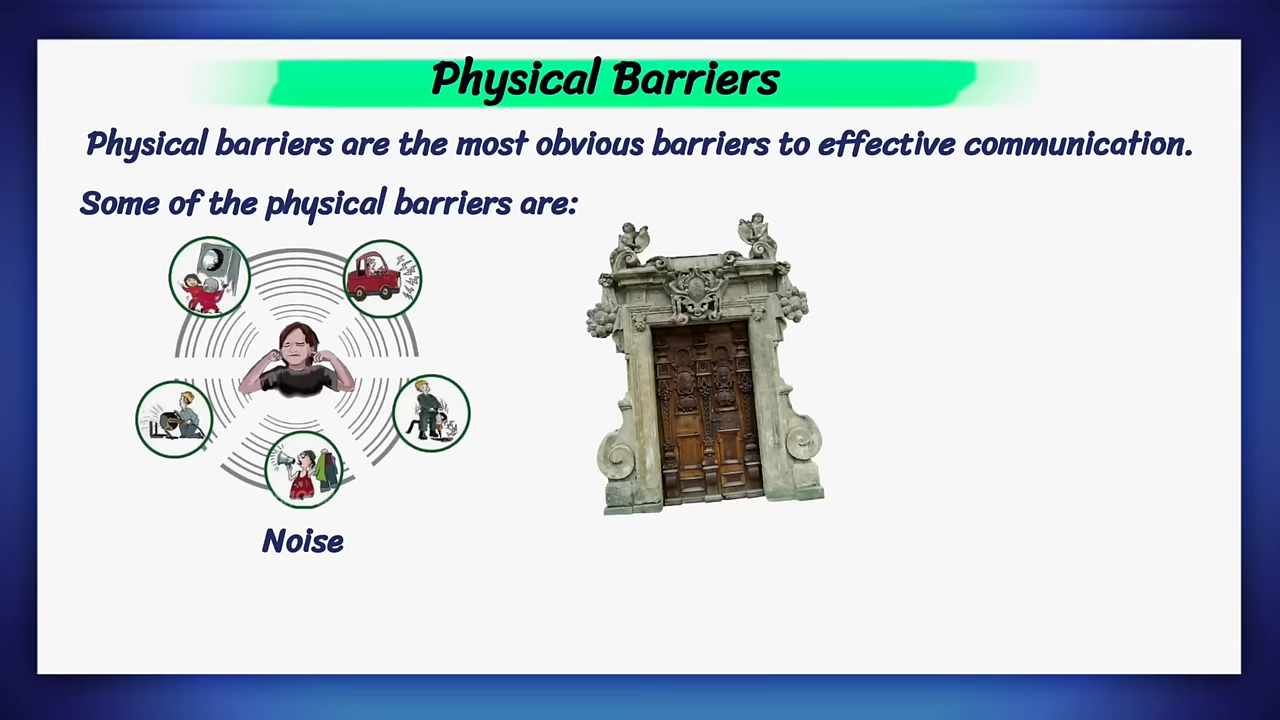 Physical Barriers
Physical barriers are the most obvious barriers to effective communication.
Some of the physical barriers are:
Noise